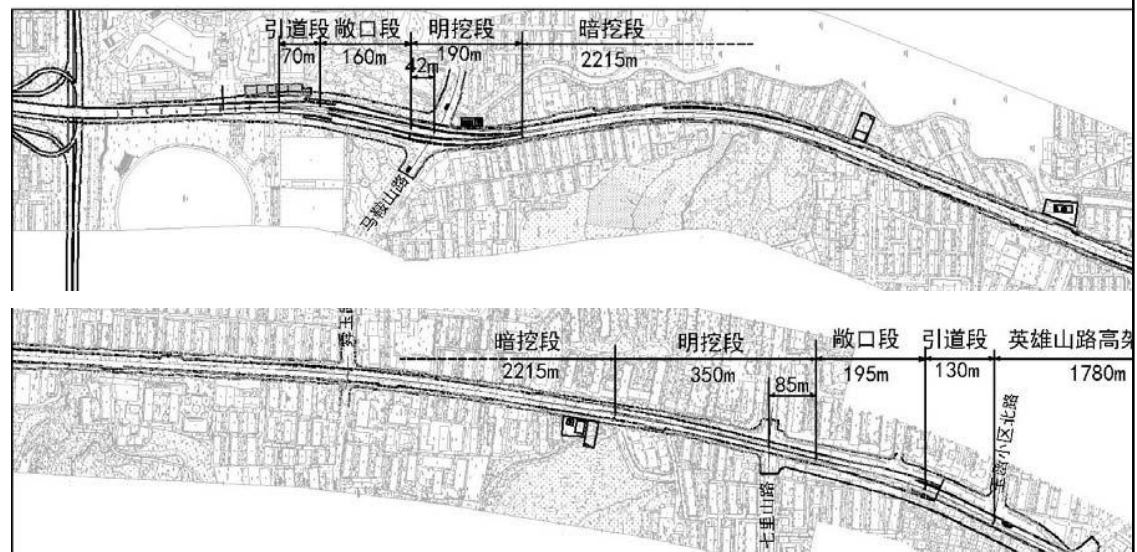 引道段 敞口段 明挖段 暗挖段
70m 160m 190m 2215m
42m
马鞍山路
暗挖段 明挖段 敞口段 引道段 英雄山路高架
2215m 350m 195m 130m 1780m
85m
七里山路
玉函小区北路